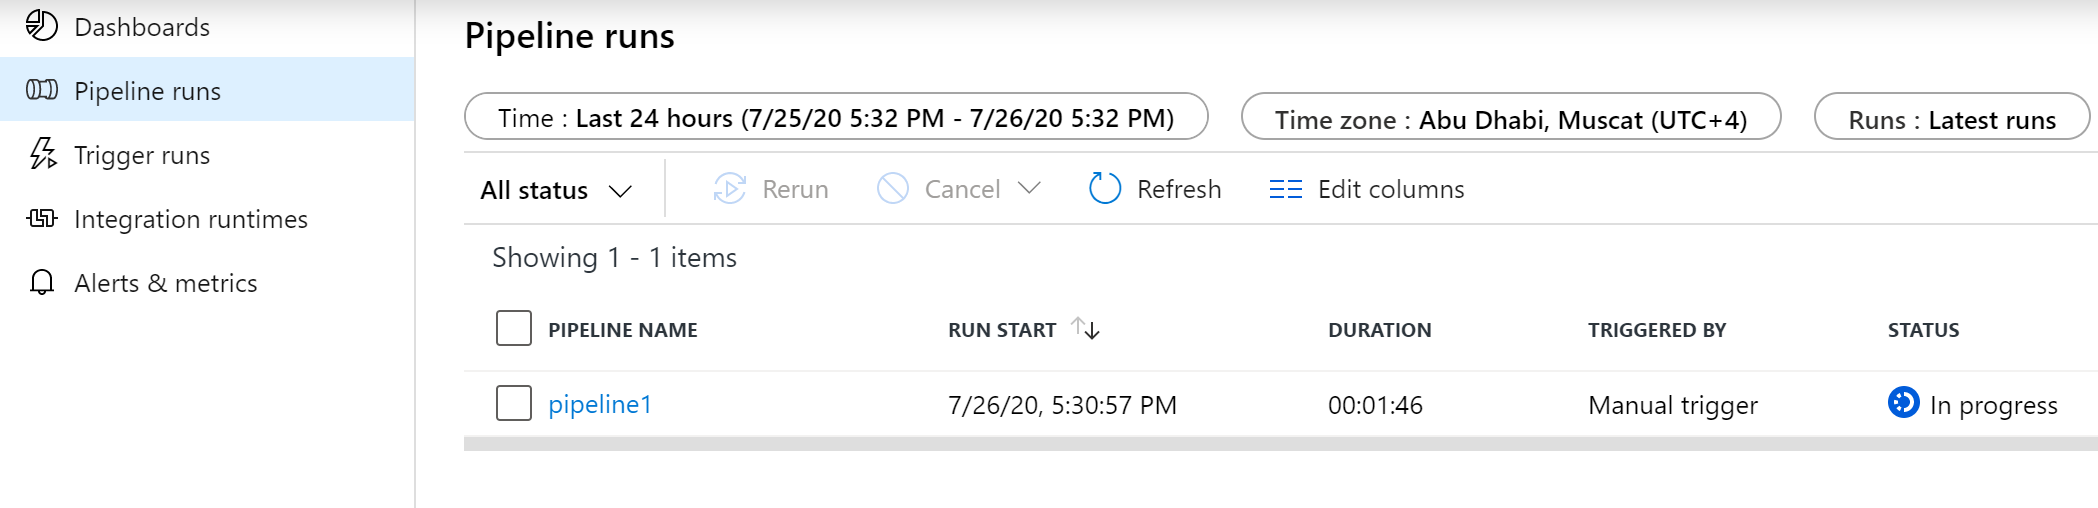 Dashboards
Pipeline runs
Trigger runs
Integration runtimes
Alerts & metrics
Pipeline runs
Time : Last 24 hours (7/25/20 5:32 PM - 7/26/20 5:32 PM)
Time zone : Abu Dhabi, Muscat (UTC+4)
Runs : Latest runs
All status
Rerun
Cancel
Refresh
Edit columns
Showing 1 - 1 items
PIPELINE NAME RUN START DURATION TRIGGERED BY STATUS
pipeline1 7/26/20, 5:30:57 PM 00:01:46 Manual trigger In progress